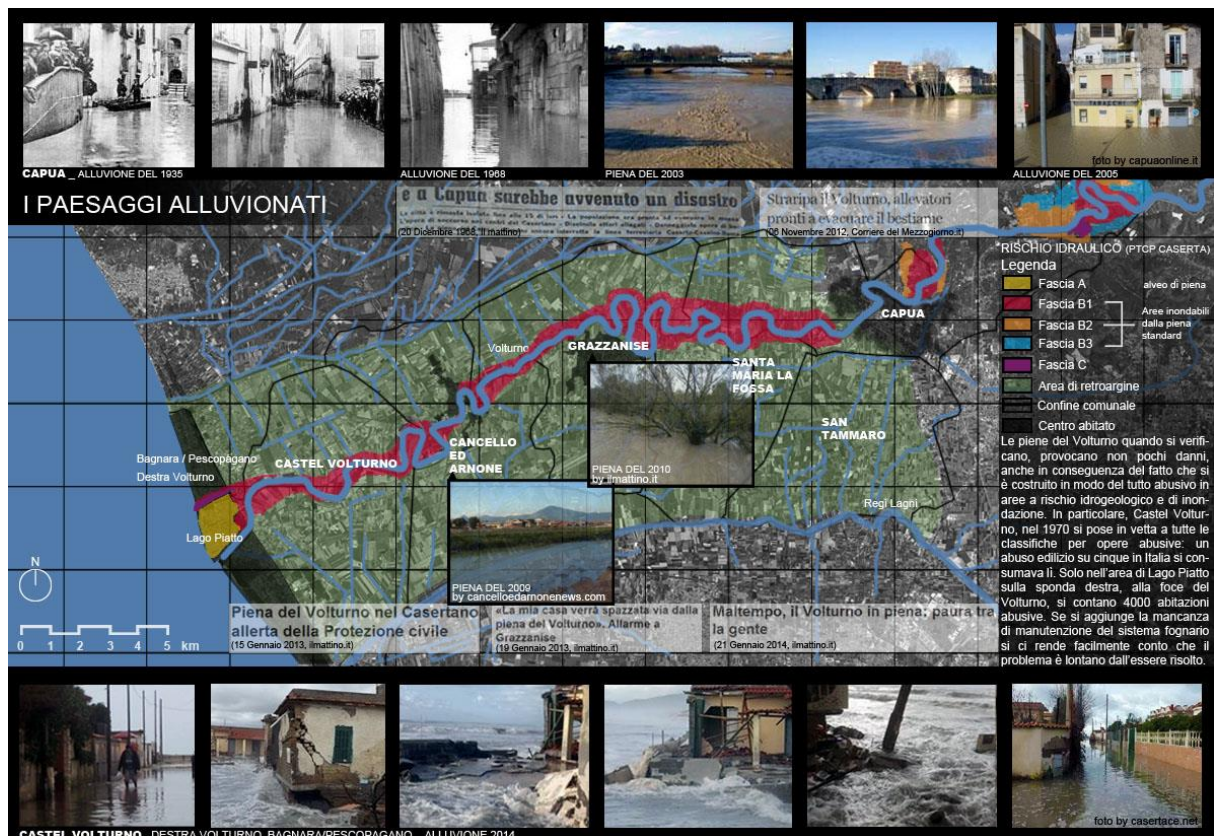 CAPUA _ ALLUVIONE DEL 1935
ALLUVIONE DEL 1968
PIENA DEL 2003
foto by capuaonline.it
ALLUVIONE DEL 2005
I PAESAGGI ALLUVIONATI
e a Capua sarebbe avvenuto un disastro
(20 Dicembre 1968, Il mattino)
Straripa il Volturno, allevatori
pronti a evacuare il bestiame
(06 Novembre 2012, Corriere del Mezzogiorno.it)
RISCHIO IDRAULICO (PTCP CASERTA)
Legenda
Fascia A
alveo di piena
Fascia B1
Fascia B2
Fascia B3
Aree inondabili
dalla piena
standard
Fascia C
Area di retroargine
Confine comunale
Centro abitato
Le piene del Volturno quando si verifi-
cano, provocano non pochi danni,
anche in conseguenza del fatto che si
è costruito in modo del tutto abusivo in
aree a rischio idrogeologico e di inon-
dazione. In particolare, Castel Voltur-
no, nel 1970 si pose in vetta a tutte le
classifiche per opere abusive: un
abuso edilizio su cinque in Italia si con-
sumava lì. Solo nell'area di Lago Piatto
sulla sponda destra, alla foce del
Volturno, si contano 4000 abitazioni
abusive. Se si aggiunge la mancanza
di manutenzione del sistema fognario
si ci rende facilmente conto che il
problema è lontano dall'essere risolto.
CAPUA
Volturno
GRAZZANISE
SANTA
MARIA LA
FOSSA
SAN
TAMMARO
CANCELLO
ED
ARNONE
CASTEL VOLTURNO
Bagnara / Pescopagano
Destra Volturno
Lago Piatto
Regi Lagni
PIENA DEL 2010
by ilmattino.it
PIENA DEL 2009
by cancelloedarnonenews.com
N
0 1 2 3 4 5 km
Piena del Volturno nel Casertano,
allerta della Protezione civile
(15 Gennaio 2013, ilmattino.it)
«La mia casa verrà spazzata via dalla
piena del Volturno». Allarme a
Grazzanise
(19 Gennaio 2013, ilmattino.it)
Maltempo, il Volturno in piena: paura tra
la gente
(21 Gennaio 2014, ilmattino.it)
foto by casertace.net
CASTEL VOLTURNO_ DESTRA VOLTURNO, BAGNARA/PESCOPAGANO _ ALLUVIONE 2014